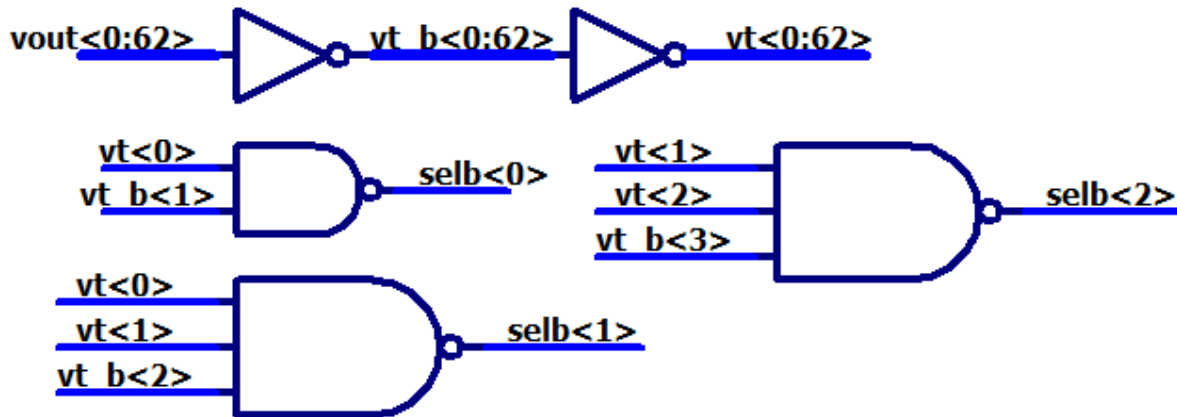 vout<0:62>
vt_b<0:62>
vt<0:62>
vt<0>
vt_b<1>
selb<0>
vt<1>
vt<2>
vt_b<3>
selb<2>
vt<0>
vt<1>
vt_b<2>
selb<1>